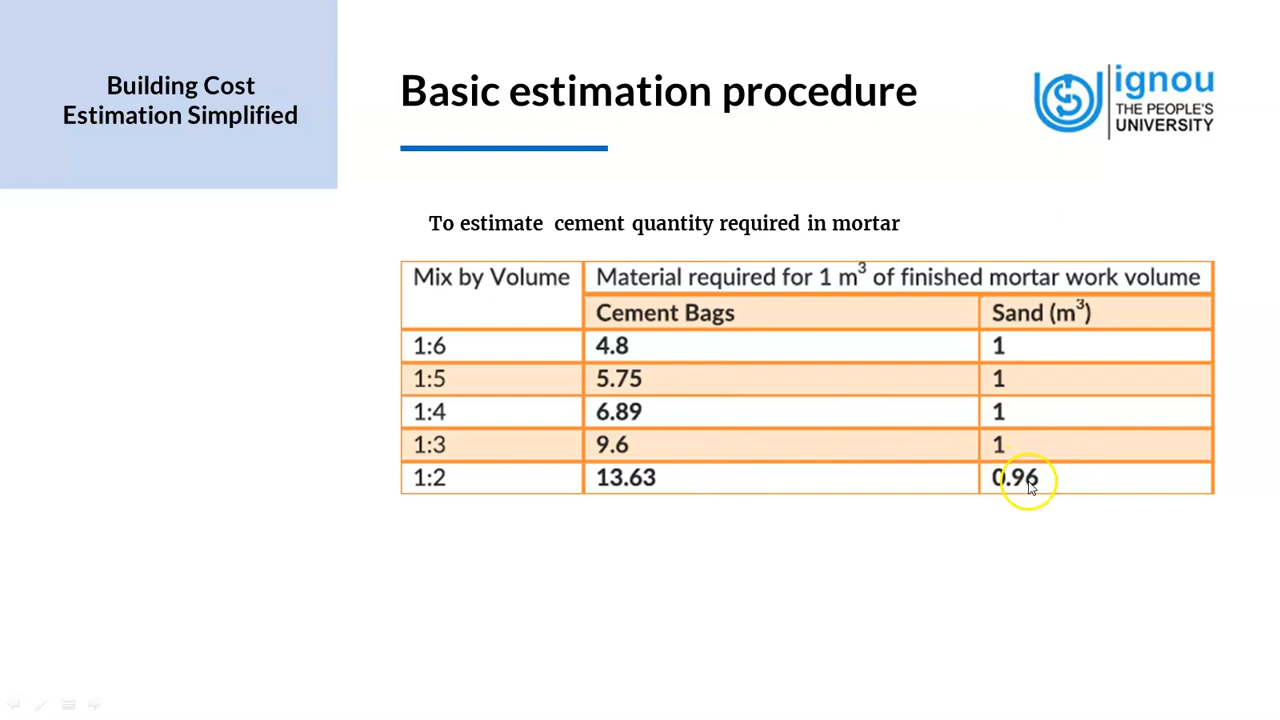 Building Cost
Estimation Simplified
Basic estimation procedure
ignou
THE PEOPLE'S
UNIVERSITY
To estimate cement quantity required in mortar
Mix by Volume Material required for 1 m³ of finished mortar work volume
Cement Bags Sand (m³)
1:6 4.8 1
1:5 5.75 1
1:4 6.89 1
1:3 9.6 1
1:2 13.63 0.96